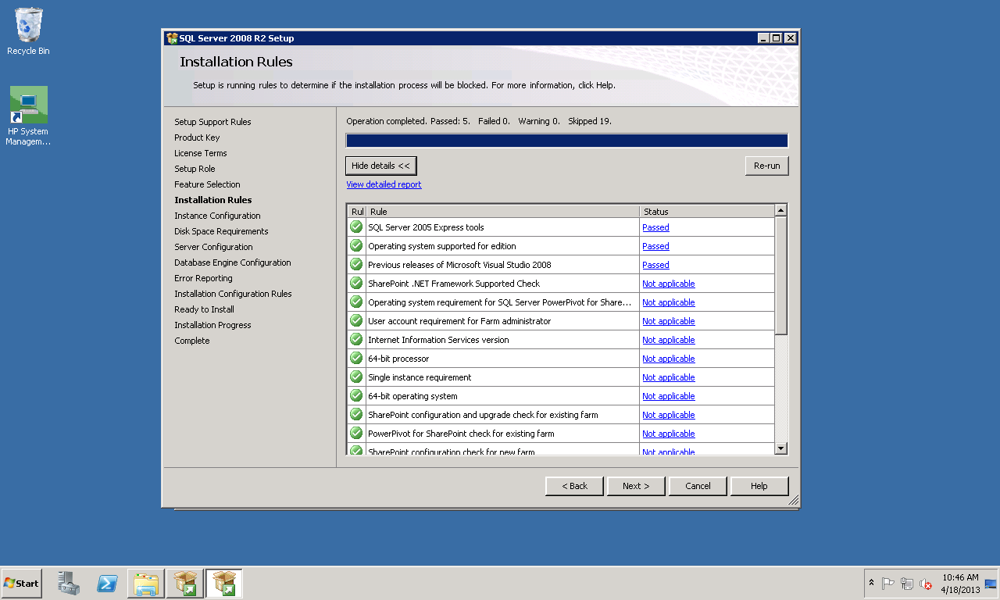 Recycle Bin
HP System
Managem...
SQL Server 2008 R2 Setup
Installation Rules
Setup is running rules to determine if the installation process will be blocked. For more information, click Help.
Setup Support Rules
Product Key
License Terms
Setup Role
Feature Selection
Installation Rules
Instance Configuration
Disk Space Requirements
Server Configuration
Database Engine Configuration
Error Reporting
Installation Configuration Rules
Ready to Install
Installation Progress
Complete
Operation completed. Passed: 5. Failed 0. Warning 0. Skipped 19.
Hide details <<
Re-run
View detailed report
Rul Rule Status
SQL Server 2005 Express tools Passed
Operating system supported for edition Passed
Previous releases of Microsoft Visual Studio 2008 Passed
SharePoint .NET Framework Supported Check Not applicable
Operating system requirement for SQL Server PowerPivot for Share... Not applicable
User account requirement for Farm administrator Not applicable
Internet Information Services version Not applicable
64-bit processor Not applicable
Single instance requirement Not applicable
64-bit operating system Not applicable
SharePoint configuration and upgrade check for existing farm Not applicable
PowerPivot for SharePoint check for existing farm Not applicable
SharePoint configuration check for new farm Not applicable
< Back Next > Cancel Help
Start
10:46 AM
4/18/2013